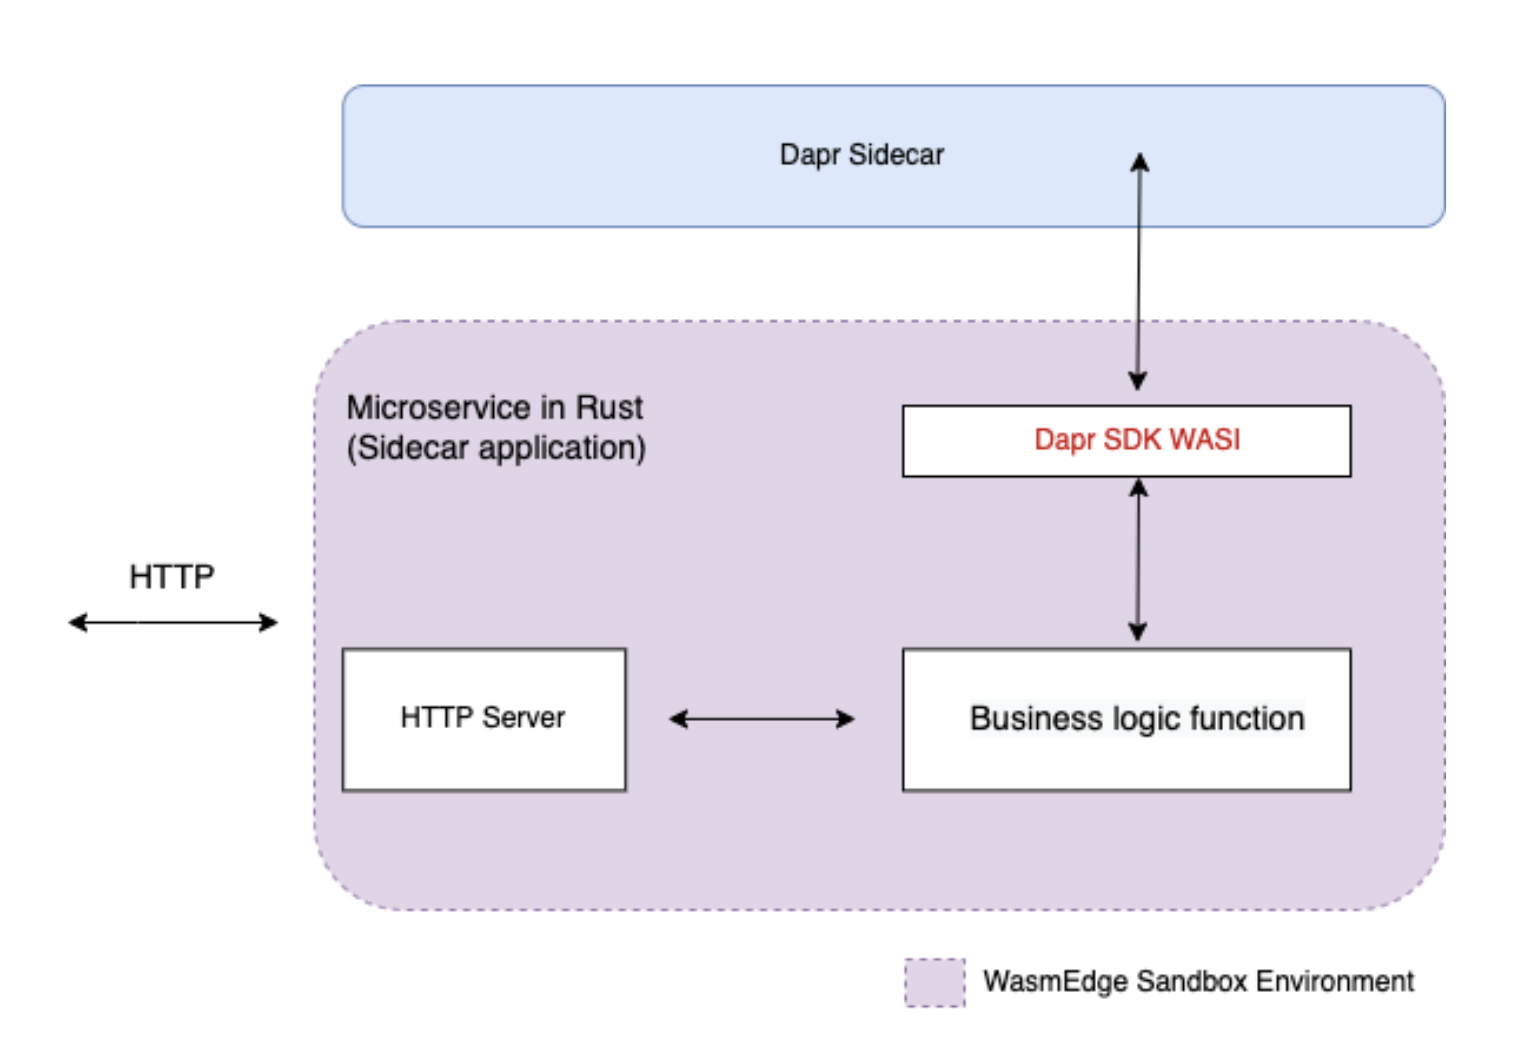 Dapr Sidecar
Microservice in Rust
(Sidecar application)
Dapr SDK WASI
HTTP
HTTP Server
Business logic function
WasmEdge Sandbox Environment